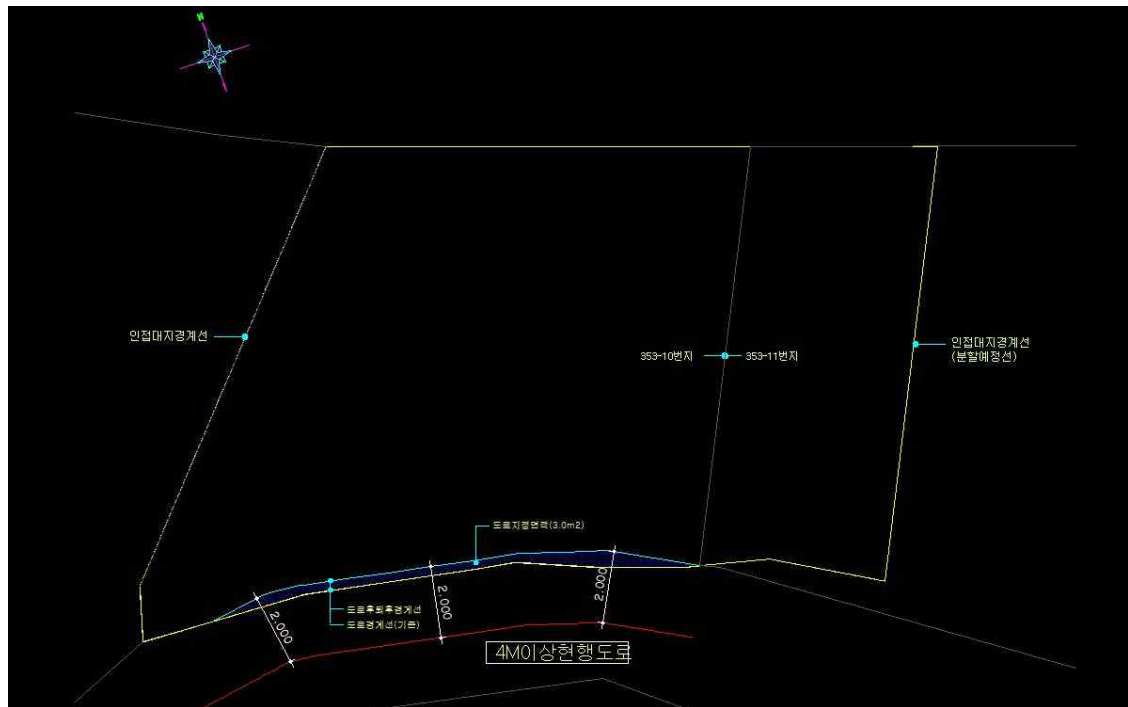 N
인접대지경계선
353-10번지
353-11번지
인접대지경계선
(분할예정선)
도로지정면적(3.0m2)
도로후퇴후경계선
도로경계선(기존)
2.000
2.000
2.000
4M이상현행도로